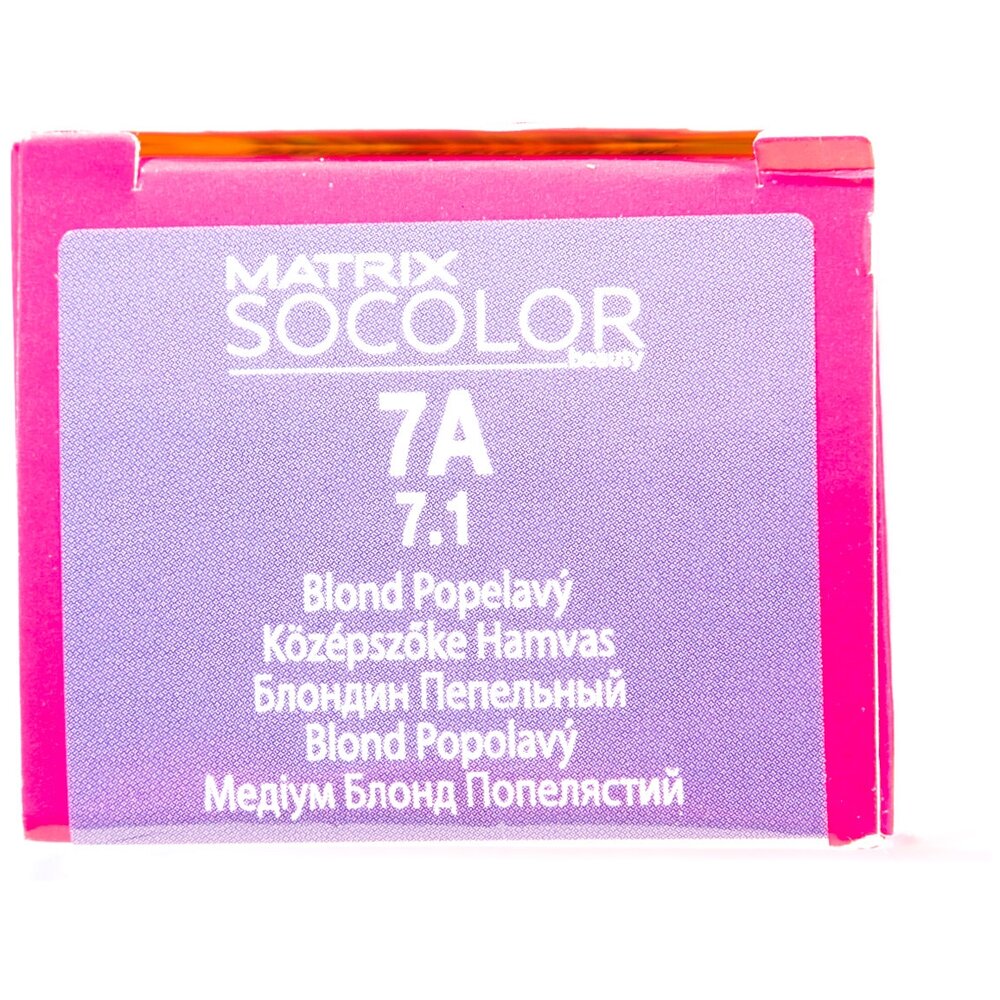 MATRIX
SOCOLOR
beauty
7A
7.1
Blond Popelavý
Középszőke Hamvas
Блондин Пепельный
Blond Popolavý
Медіум Блонд Попелястий